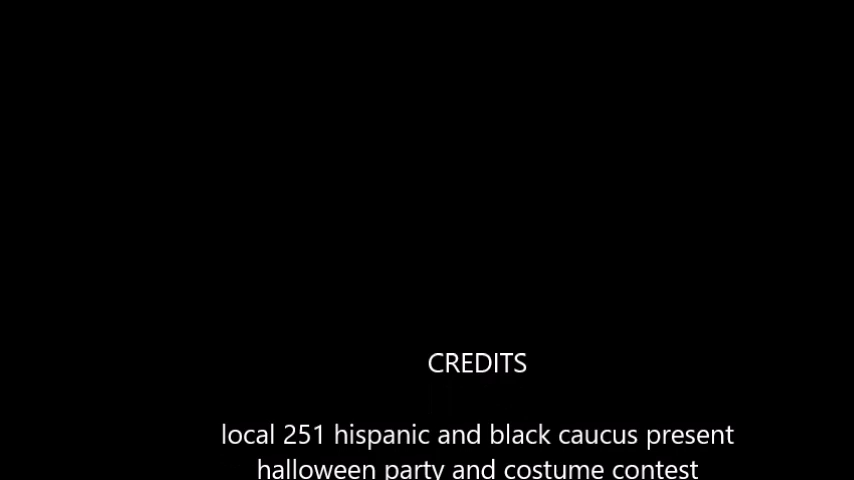 CREDITS
local 251 hispanic and black caucus present
halloween party and costume contest